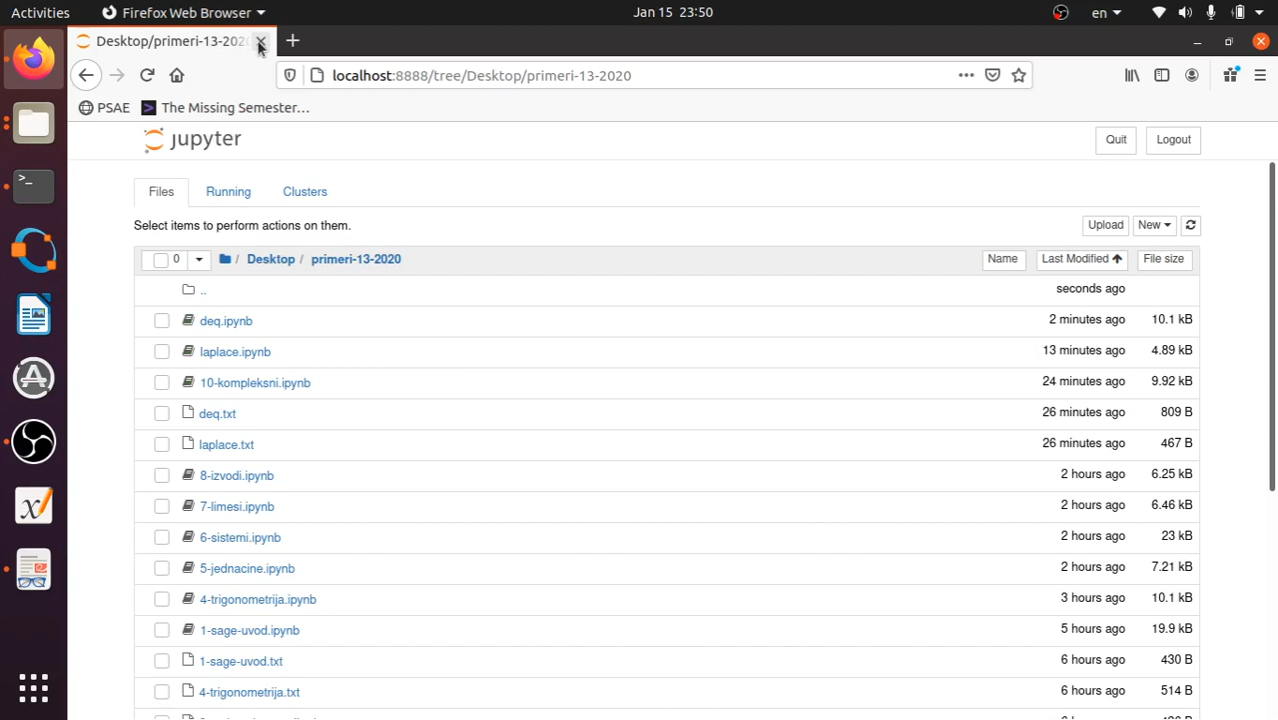 Activities Firefox Web Browser Jan 15 23:50 en
Desktop/primeri-13-202
localhost:8888/tree/Desktop/primeri-13-2020
PSAE The Missing Semester…
jupyter Quit Logout
Files Running Clusters
Select items to perform actions on them. Upload New
0 / Desktop / primeri-13-2020 Name Last Modified File size
.. seconds ago
deq.ipynb 2 minutes ago 10.1 kB
laplace.ipynb 13 minutes ago 4.89 kB
10-kompleksni.ipynb 24 minutes ago 9.92 kB
deq.txt 26 minutes ago 809 B
laplace.txt 26 minutes ago 467 B
8-izvodi.ipynb 2 hours ago 6.25 kB
7-limesi.ipynb 2 hours ago 6.46 kB
6-sistemi.ipynb 2 hours ago 23 kB
5-jednacine.ipynb 2 hours ago 7.21 kB
4-trigonometrija.ipynb 3 hours ago 10.1 kB
1-sage-uvod.ipynb 5 hours ago 19.9 kB
1-sage-uvod.txt 6 hours ago 430 B
4-trigonometrija.txt 6 hours ago 514 B